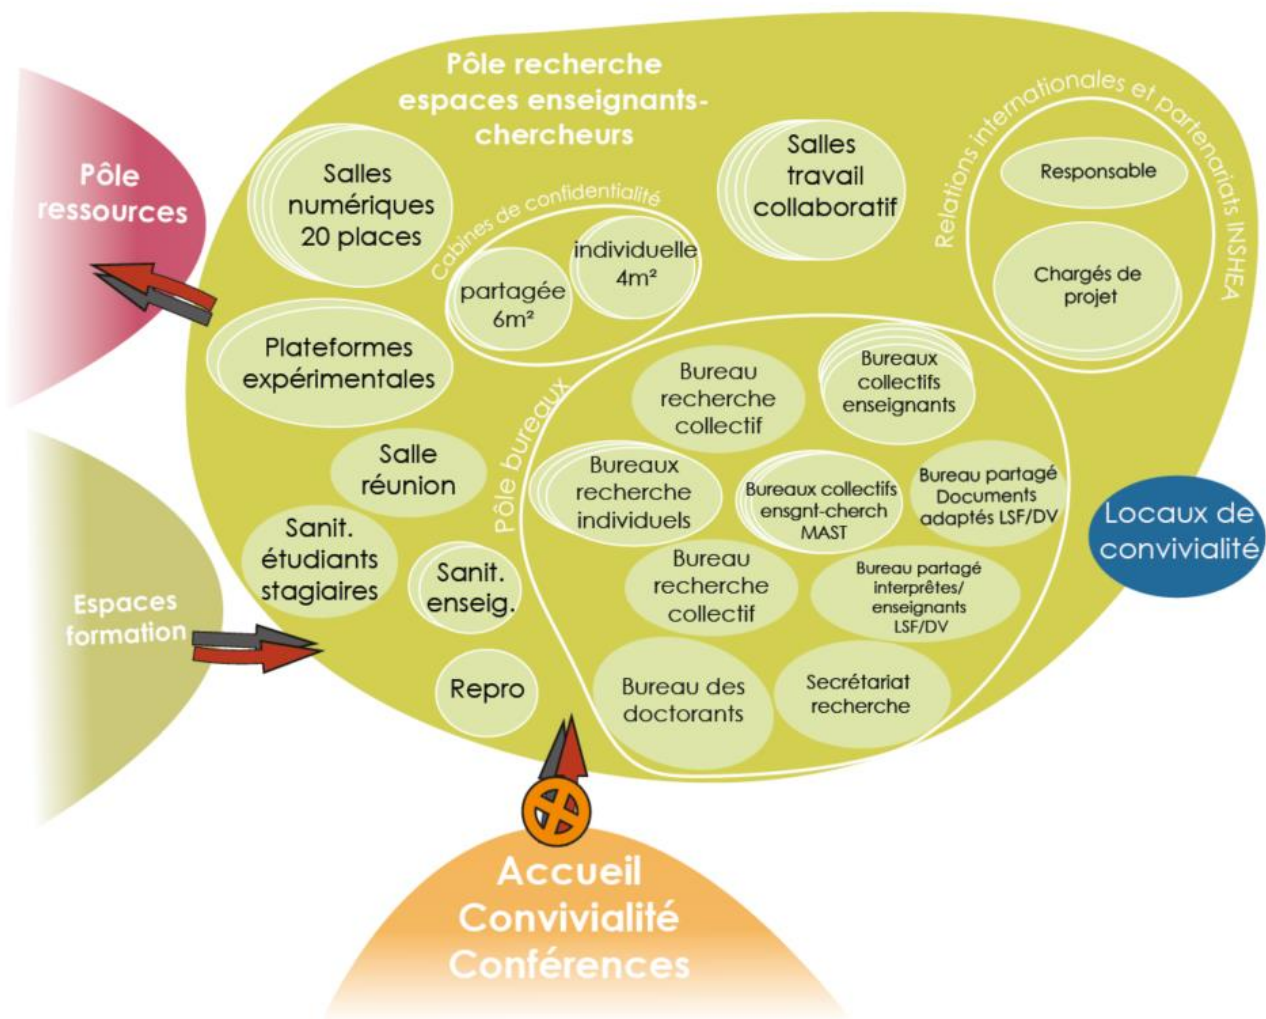 Pôle recherche
espaces enseignants-
chercheurs
Pôle
ressources
Salles
numériques
20 places
Cabines de confidentialité
partagée
6m²
individuelle
4m²
Salles
travail
collaboratif
Relations internationales et partenariats INSHEA
Responsable
Chargés de
projet
Plateformes
expérimentales
Salle
réunion
Sanit.
étudiants
stagiaires
Sanit.
enseig.
Repro
Pôle bureaux
Bureau
recherche
collectif
Bureaux
collectifs
enseignants
Bureaux
recherche
individuels
Bureaux collectifs
ensgnt-cherch
MAST
Bureau partagé
Documents
adaptés LSF/DV
Bureau
recherche
collectif
Bureau partagé
interprêtes/
enseignants
LSF/DV
Bureau des
doctorants
Secrétariat
recherche
Locaux de
convivialité
Espaces
formation
Accueil
Convivialité
Conférences